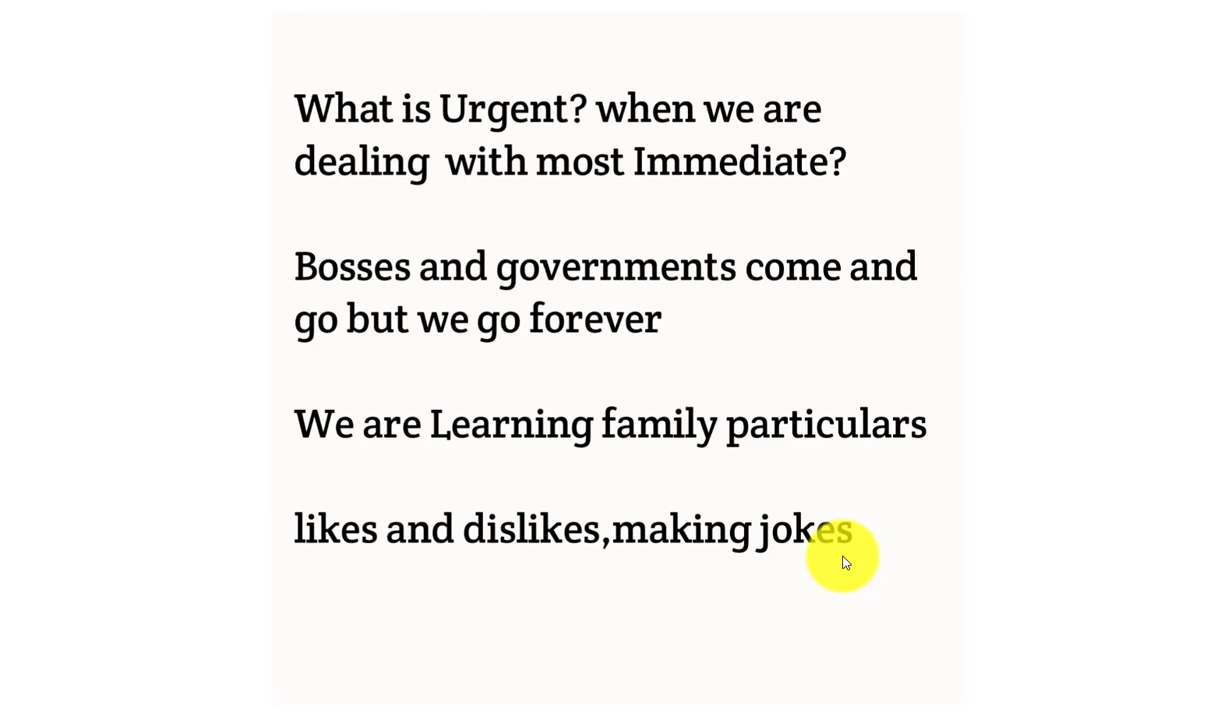 What is Urgent? when we are
dealing  with most Immediate?
Bosses and governments come and
go but we go forever
We are Learning family particulars
likes and dislikes,making jokes